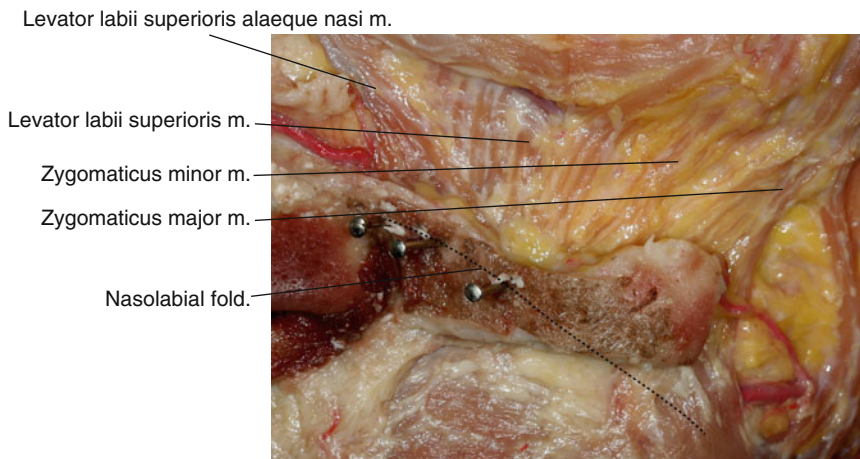 Levator labii superioris alaeque nasi m.
Levator labii superioris m.
Zygomaticus minor m.
Zygomaticus major m.
Nasolabial fold.